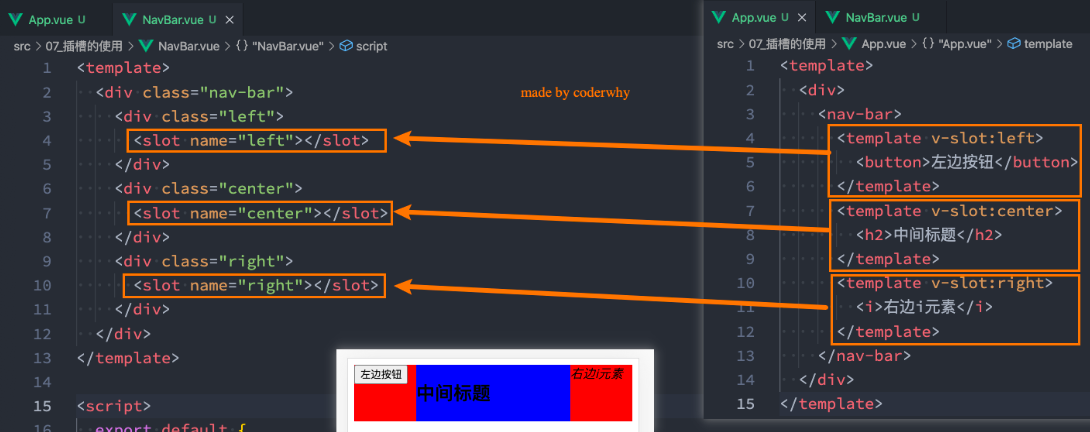 App.vue U
NavBar.vue U ×
src > 07_插槽的使用 > NavBar.vue > {} "NavBar.vue" > script
1 <template>
2 <div class="nav-bar">
3 <div class="left">
4 <slot name="left"></slot>
5 </div>
6 <div class="center">
7 <slot name="center"></slot>
8 </div>
9 <div class="right">
10 <slot name="right"></slot>
11 </div>
12 </div>
13 </template>
14
15 <script>
16 export default {
made by coderwhy
App.vue U ×
NavBar.vue U
src > 07_插槽的使用 > App.vue > {} "App.vue" > template
1 <template>
2 <div>
3 <nav-bar>
4 <template v-slot:left>
5 <button>左边按钮</button>
6 </template>
7 <template v-slot:center>
8 <h2>中间标题</h2>
9 </template>
10 <template v-slot:right>
11 <i>右边i元素</i>
12 </template>
13 </nav-bar>
14 </div>
15 </template>
左边按钮
中间标题
右边i元素